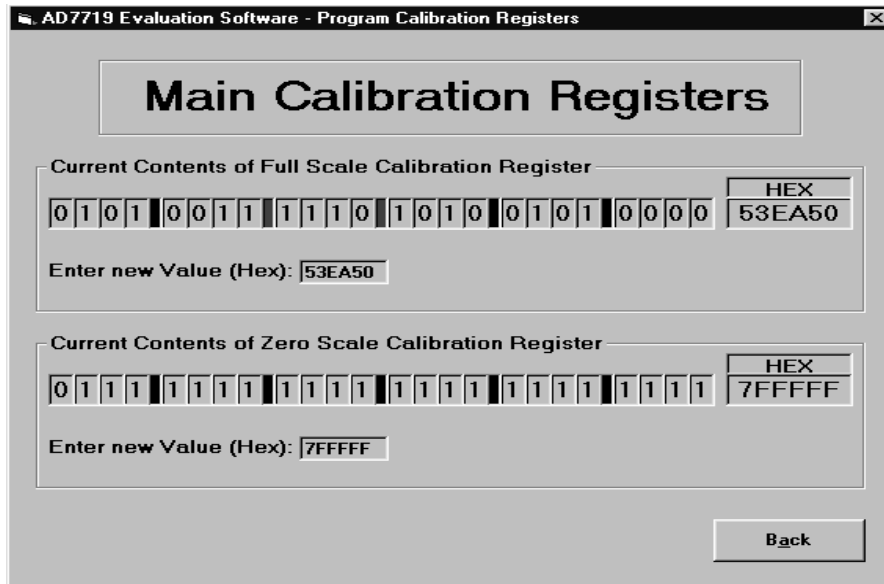 AD7719 Evaluation Software - Program Calibration Registers
Main Calibration Registers
Current Contents of Full Scale Calibration Register
HEX
0 1 0 1 0 0 1 1 1 1 1 0 1 0 1 0 0 1 0 1 0 0 0 0 53EA50
Enter new Value (Hex): 53EA50
Current Contents of Zero Scale Calibration Register
HEX
0 1 1 1 1 1 1 1 1 1 1 1 1 1 1 1 1 1 1 1 1 1 1 1 7FFFFF
Enter new Value (Hex): 7FFFFF
Back